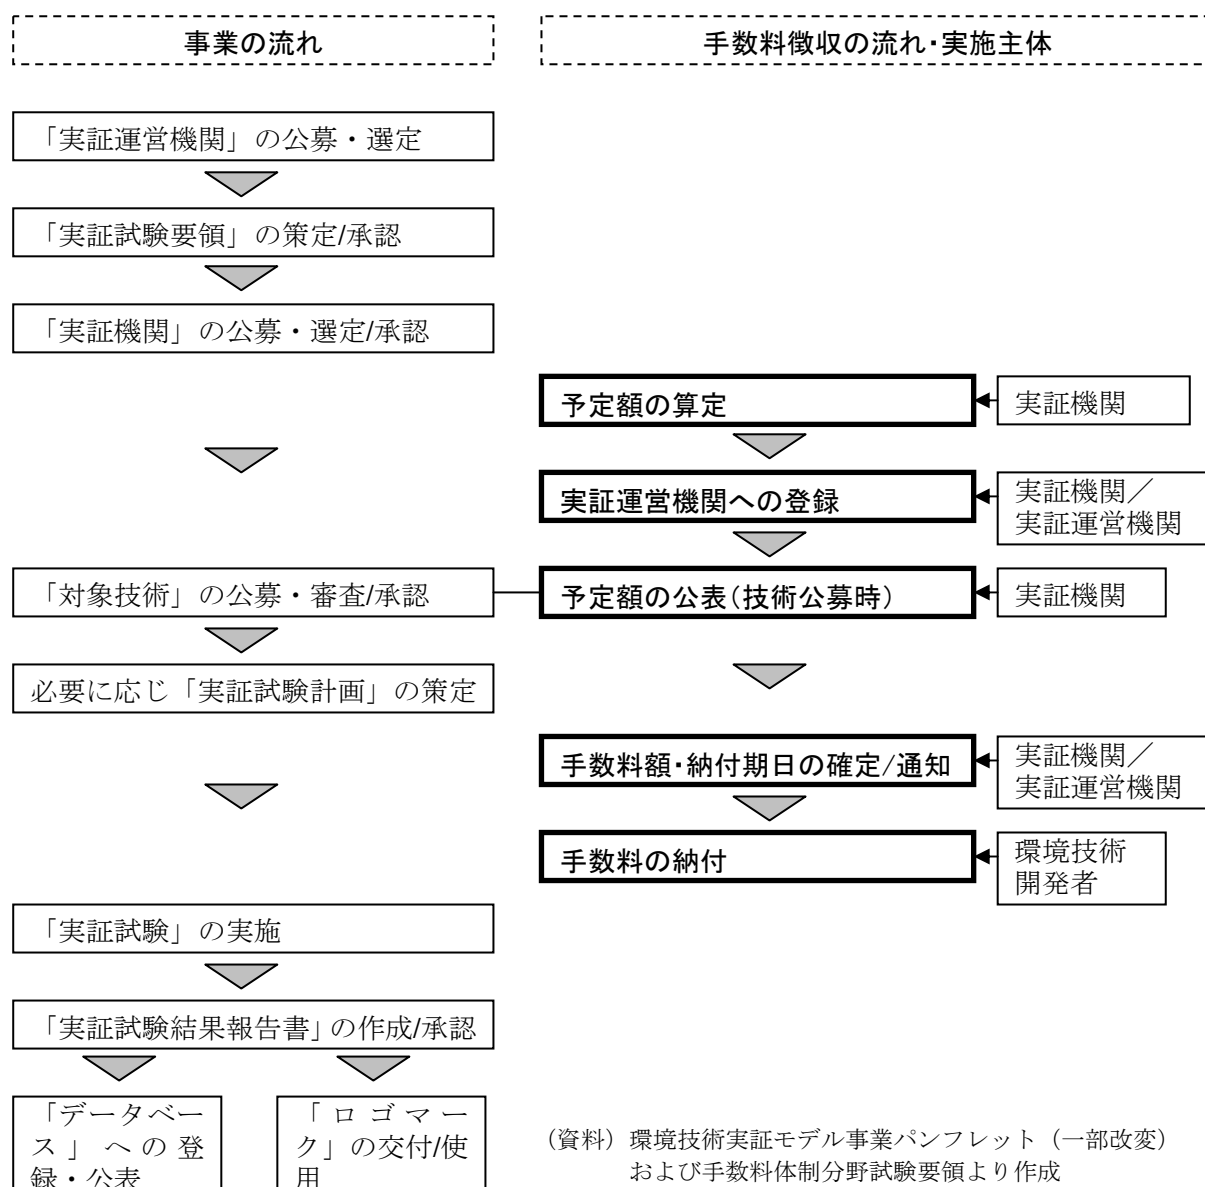 事業の流れ
手数料徴収の流れ・実施主体
「実証運営機関」の公募・選定
「実証試験要領」の策定/承認
「実証機関」の公募・選定/承認
予定額の算定
実証機関
実証運営機関への登録
実証機関／
実証運営機関
「対象技術」の公募・審査/承認
予定額の公表（技術公募時）
実証機関
必要に応じ「実証試験計画」の策定
手数料額・納付期日の確定/通知
実証機関／
実証運営機関
手数料の納付
環境技術
開発者
「実証試験」の実施
「実証試験結果報告書」の作成/承認
「データベー
ス」への登
録・公表
「ロゴマー
ク」の交付/使
用
（資料）環境技術実証モデル事業パンフレット（一部改変）
および手数料体制分野試験要領より作成